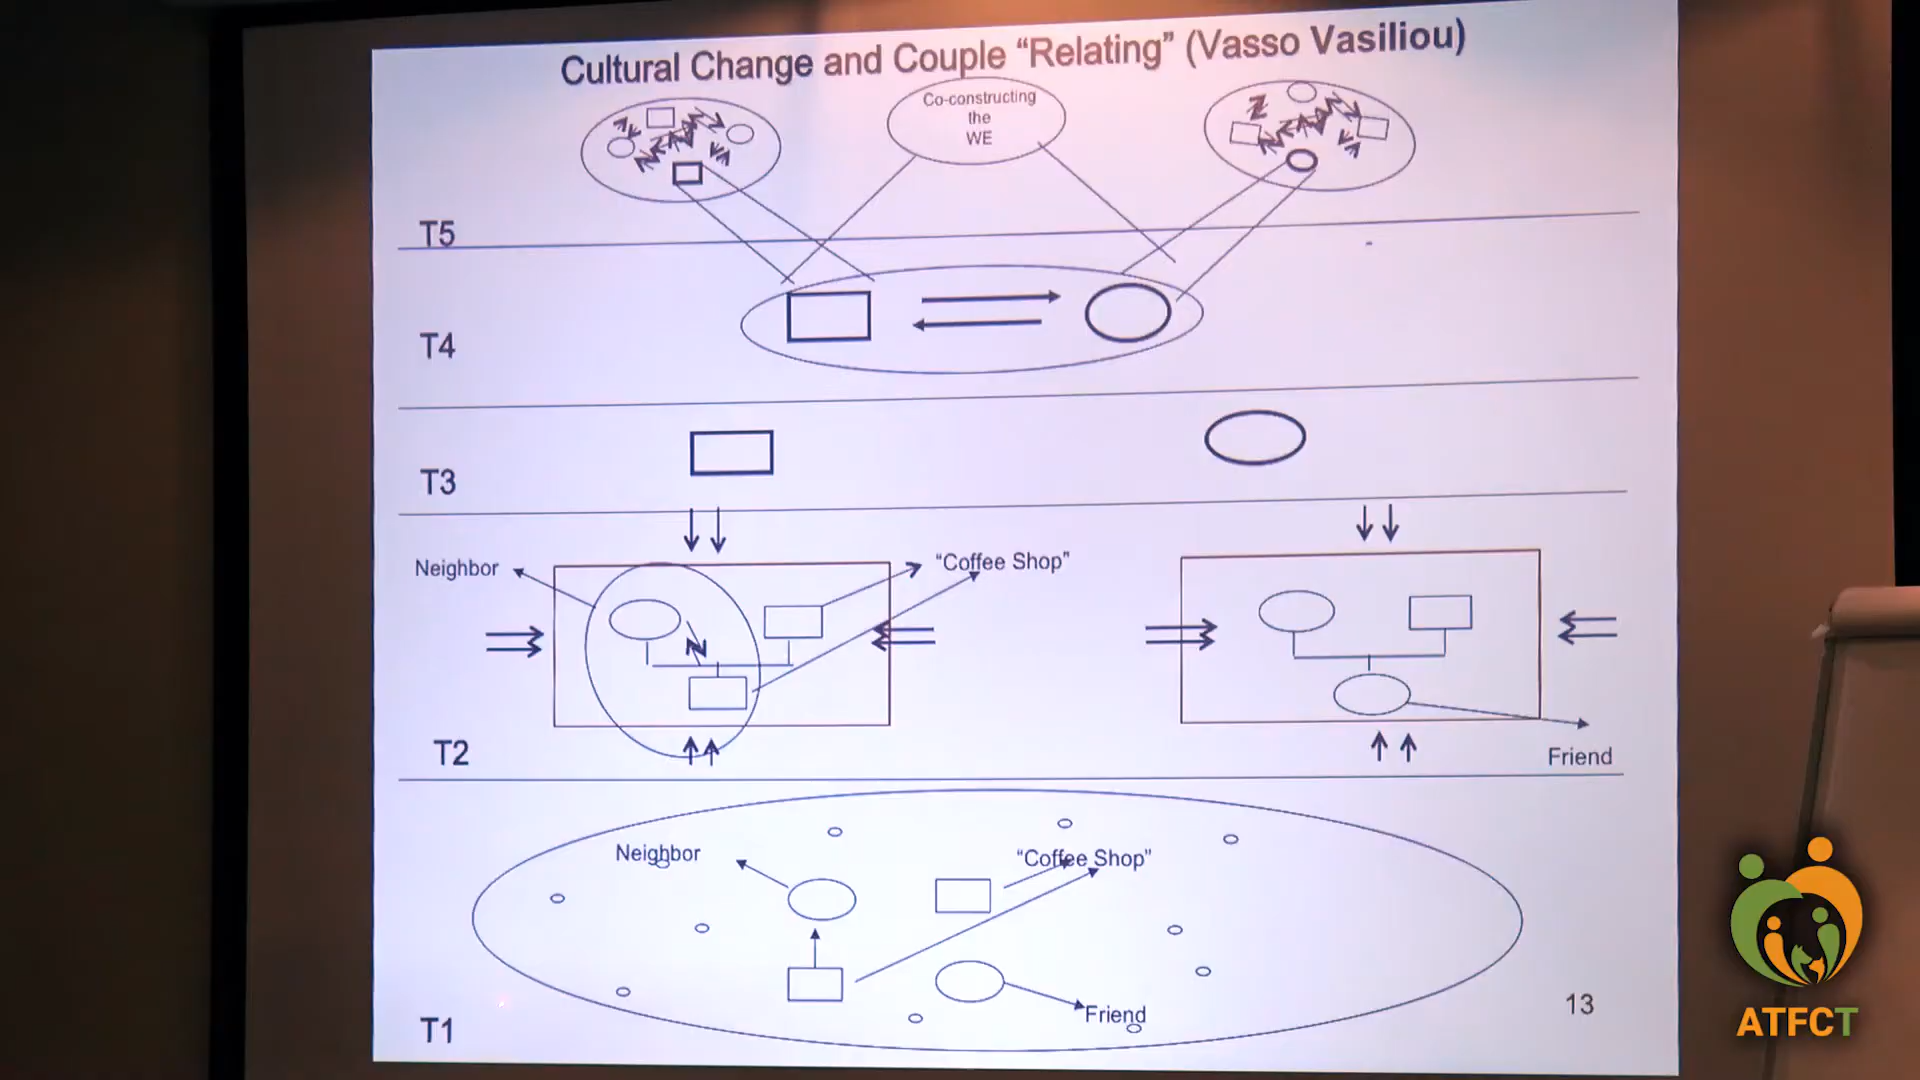 Cultural Change and Couple “Relating” (Vasso Vasiliou)
Co-constructing
the
WE
T5
T4
T3
Neighbor
“Coffee Shop”
T2
Friend
Neighbor
“Coffee Shop”
Friend
13
T1
ATFCT